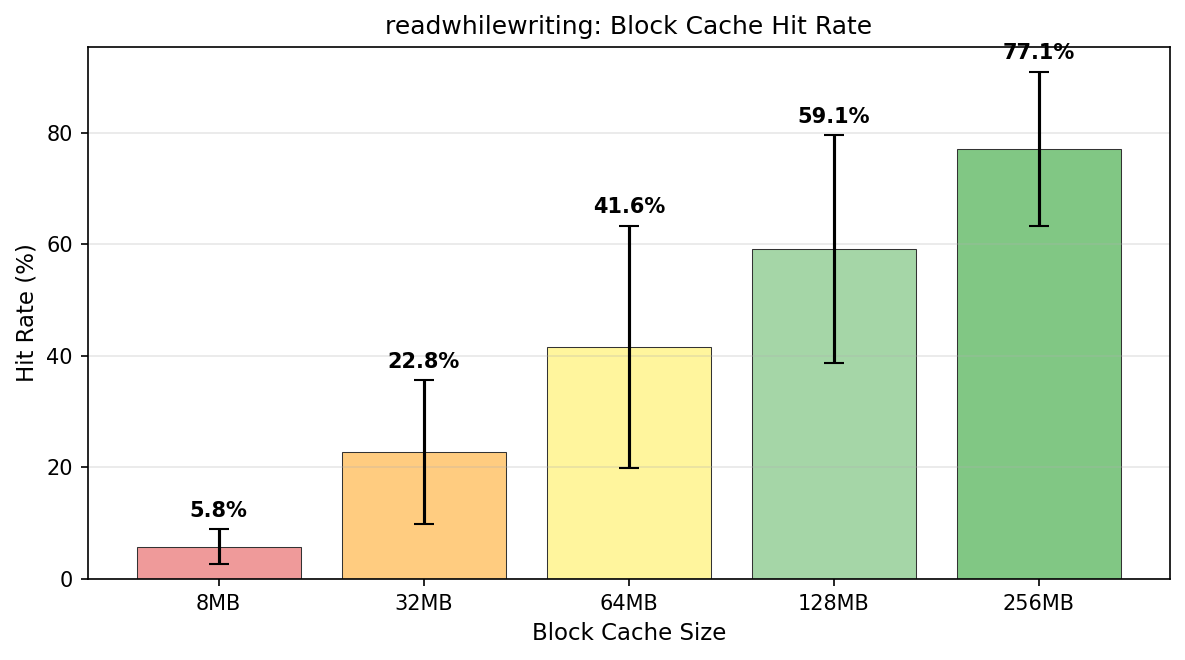 readwhilewriting: Block Cache Hit Rate
77.1%
59.1%
41.6%
22.8%
5.8%
Hit Rate (%)
80
60
40
20
0
8MB 32MB 64MB 128MB 256MB
Block Cache Size